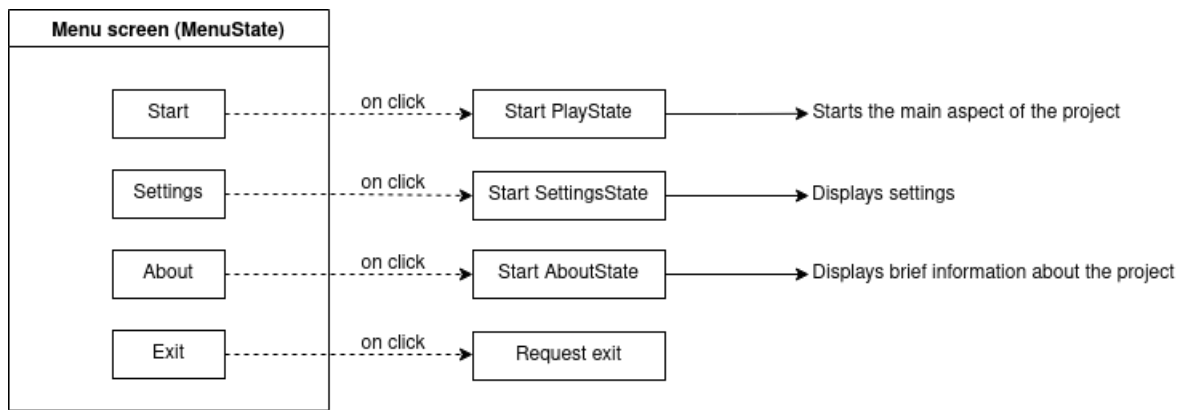 Menu screen (MenuState)
Start
on click
Start PlayState
Starts the main aspect of the project
Settings
on click
Start SettingsState
Displays settings
About
on click
Start AboutState
Displays brief information about the project
Exit
on click
Request exit